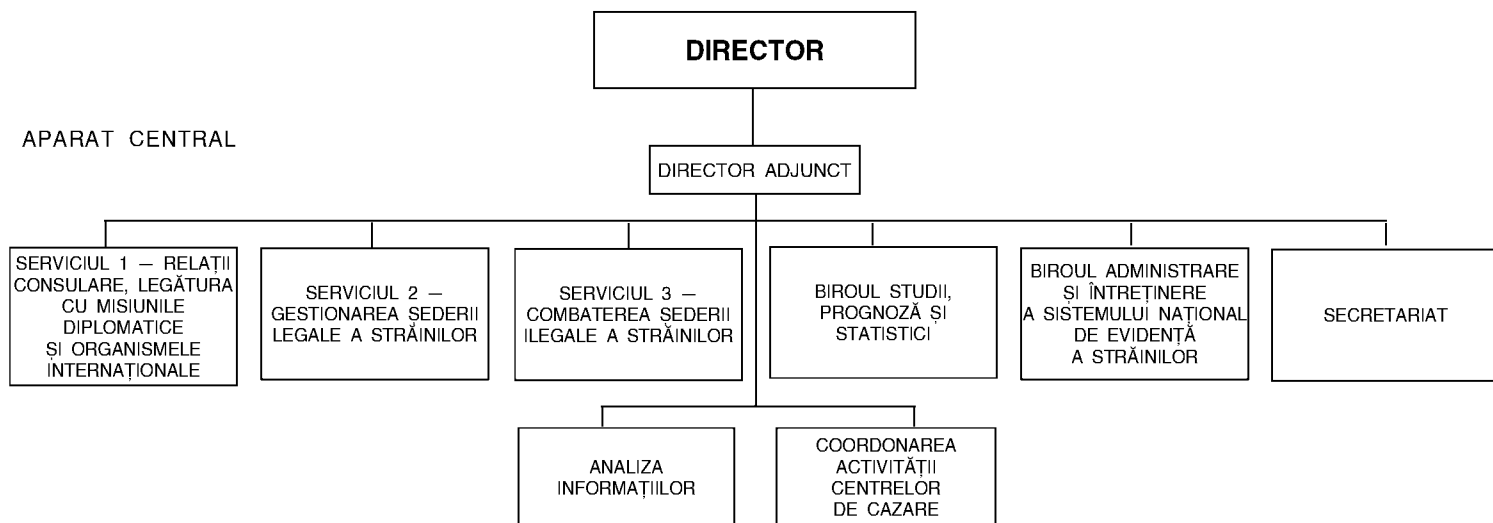 DIRECTOR
APARAT CENTRAL
DIRECTOR ADJUNCT
SERVICIUL 1 — RELAȚII
CONSULARE, LEGĂTURA
CU MISIUNILE
DIPLOMATICE
ȘI ORGANISMELE
INTERNAȚIONALE
SERVICIUL 2 —
GESTIONAREA ȘEDERII
LEGALE A STRĂINILOR
SERVICIUL 3 —
COMBATEREA ȘEDERII
ILEGALE A STRĂINILOR
BIROUL STUDII,
PROGNOZĂ ȘI
STATISTICI
BIROUL ADMINISTRARE
ȘI ÎNTREȚINERE
A SISTEMULUI NAȚIONAL
DE EVIDENȚĂ
A STRĂINILOR
SECRETARIAT
ANALIZA
INFORMAȚIILOR
COORDONAREA
ACTIVITĂȚII
CENTRELOR
DE CAZARE